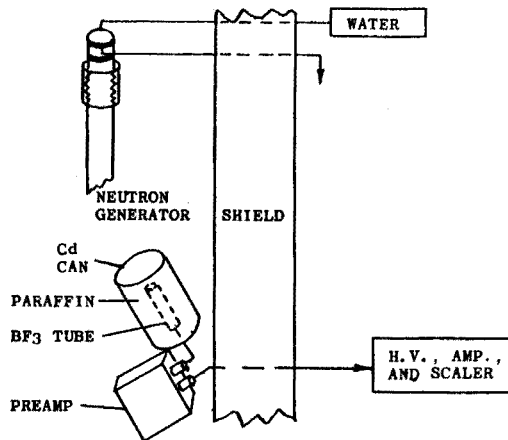 WATER
NEUTRON
GENERATOR
SHIELD
Cd
CAN
PARAFFIN
BF3 TUBE
PREAMP
H.V., AMP.,
AND SCALER